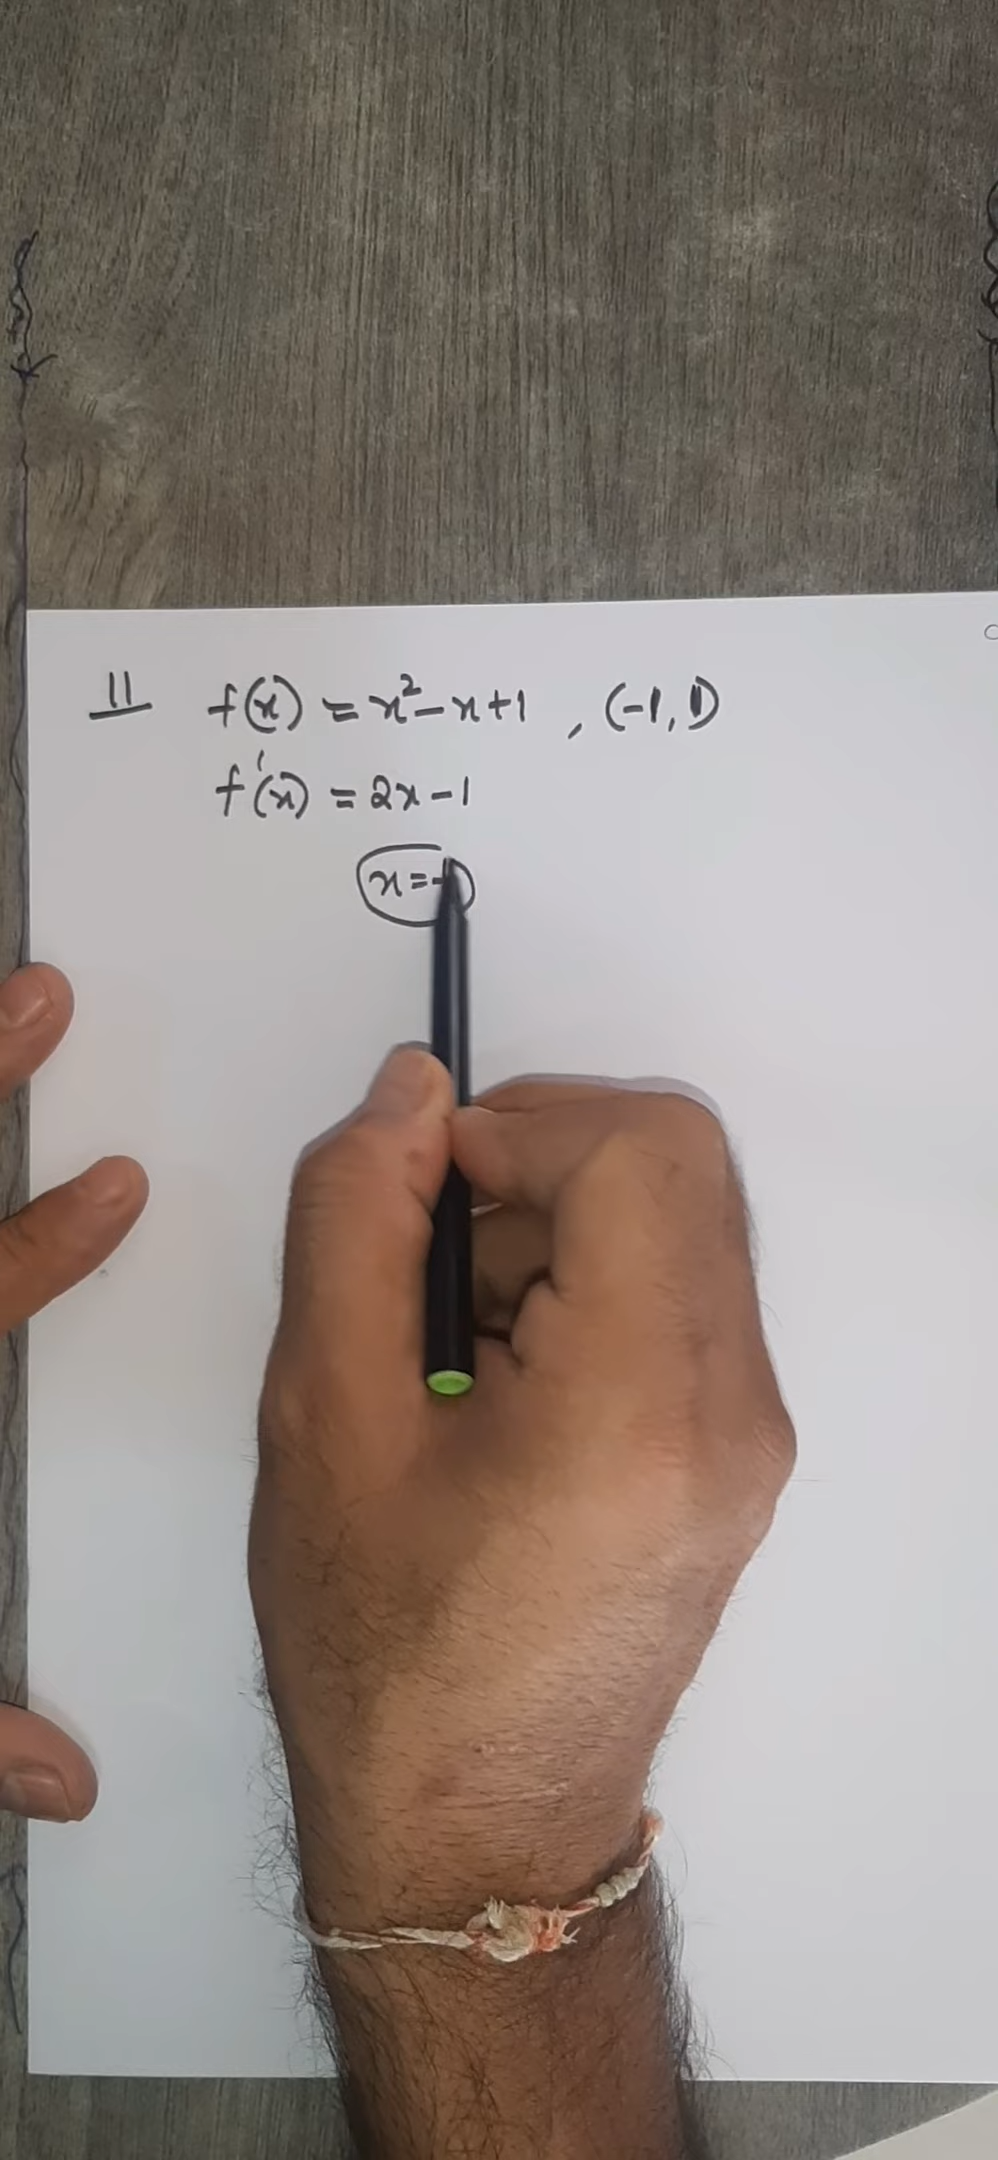 11 f(x) = x²-x+1 , (-1, 1)
f'(x) = 2x-1
x=-